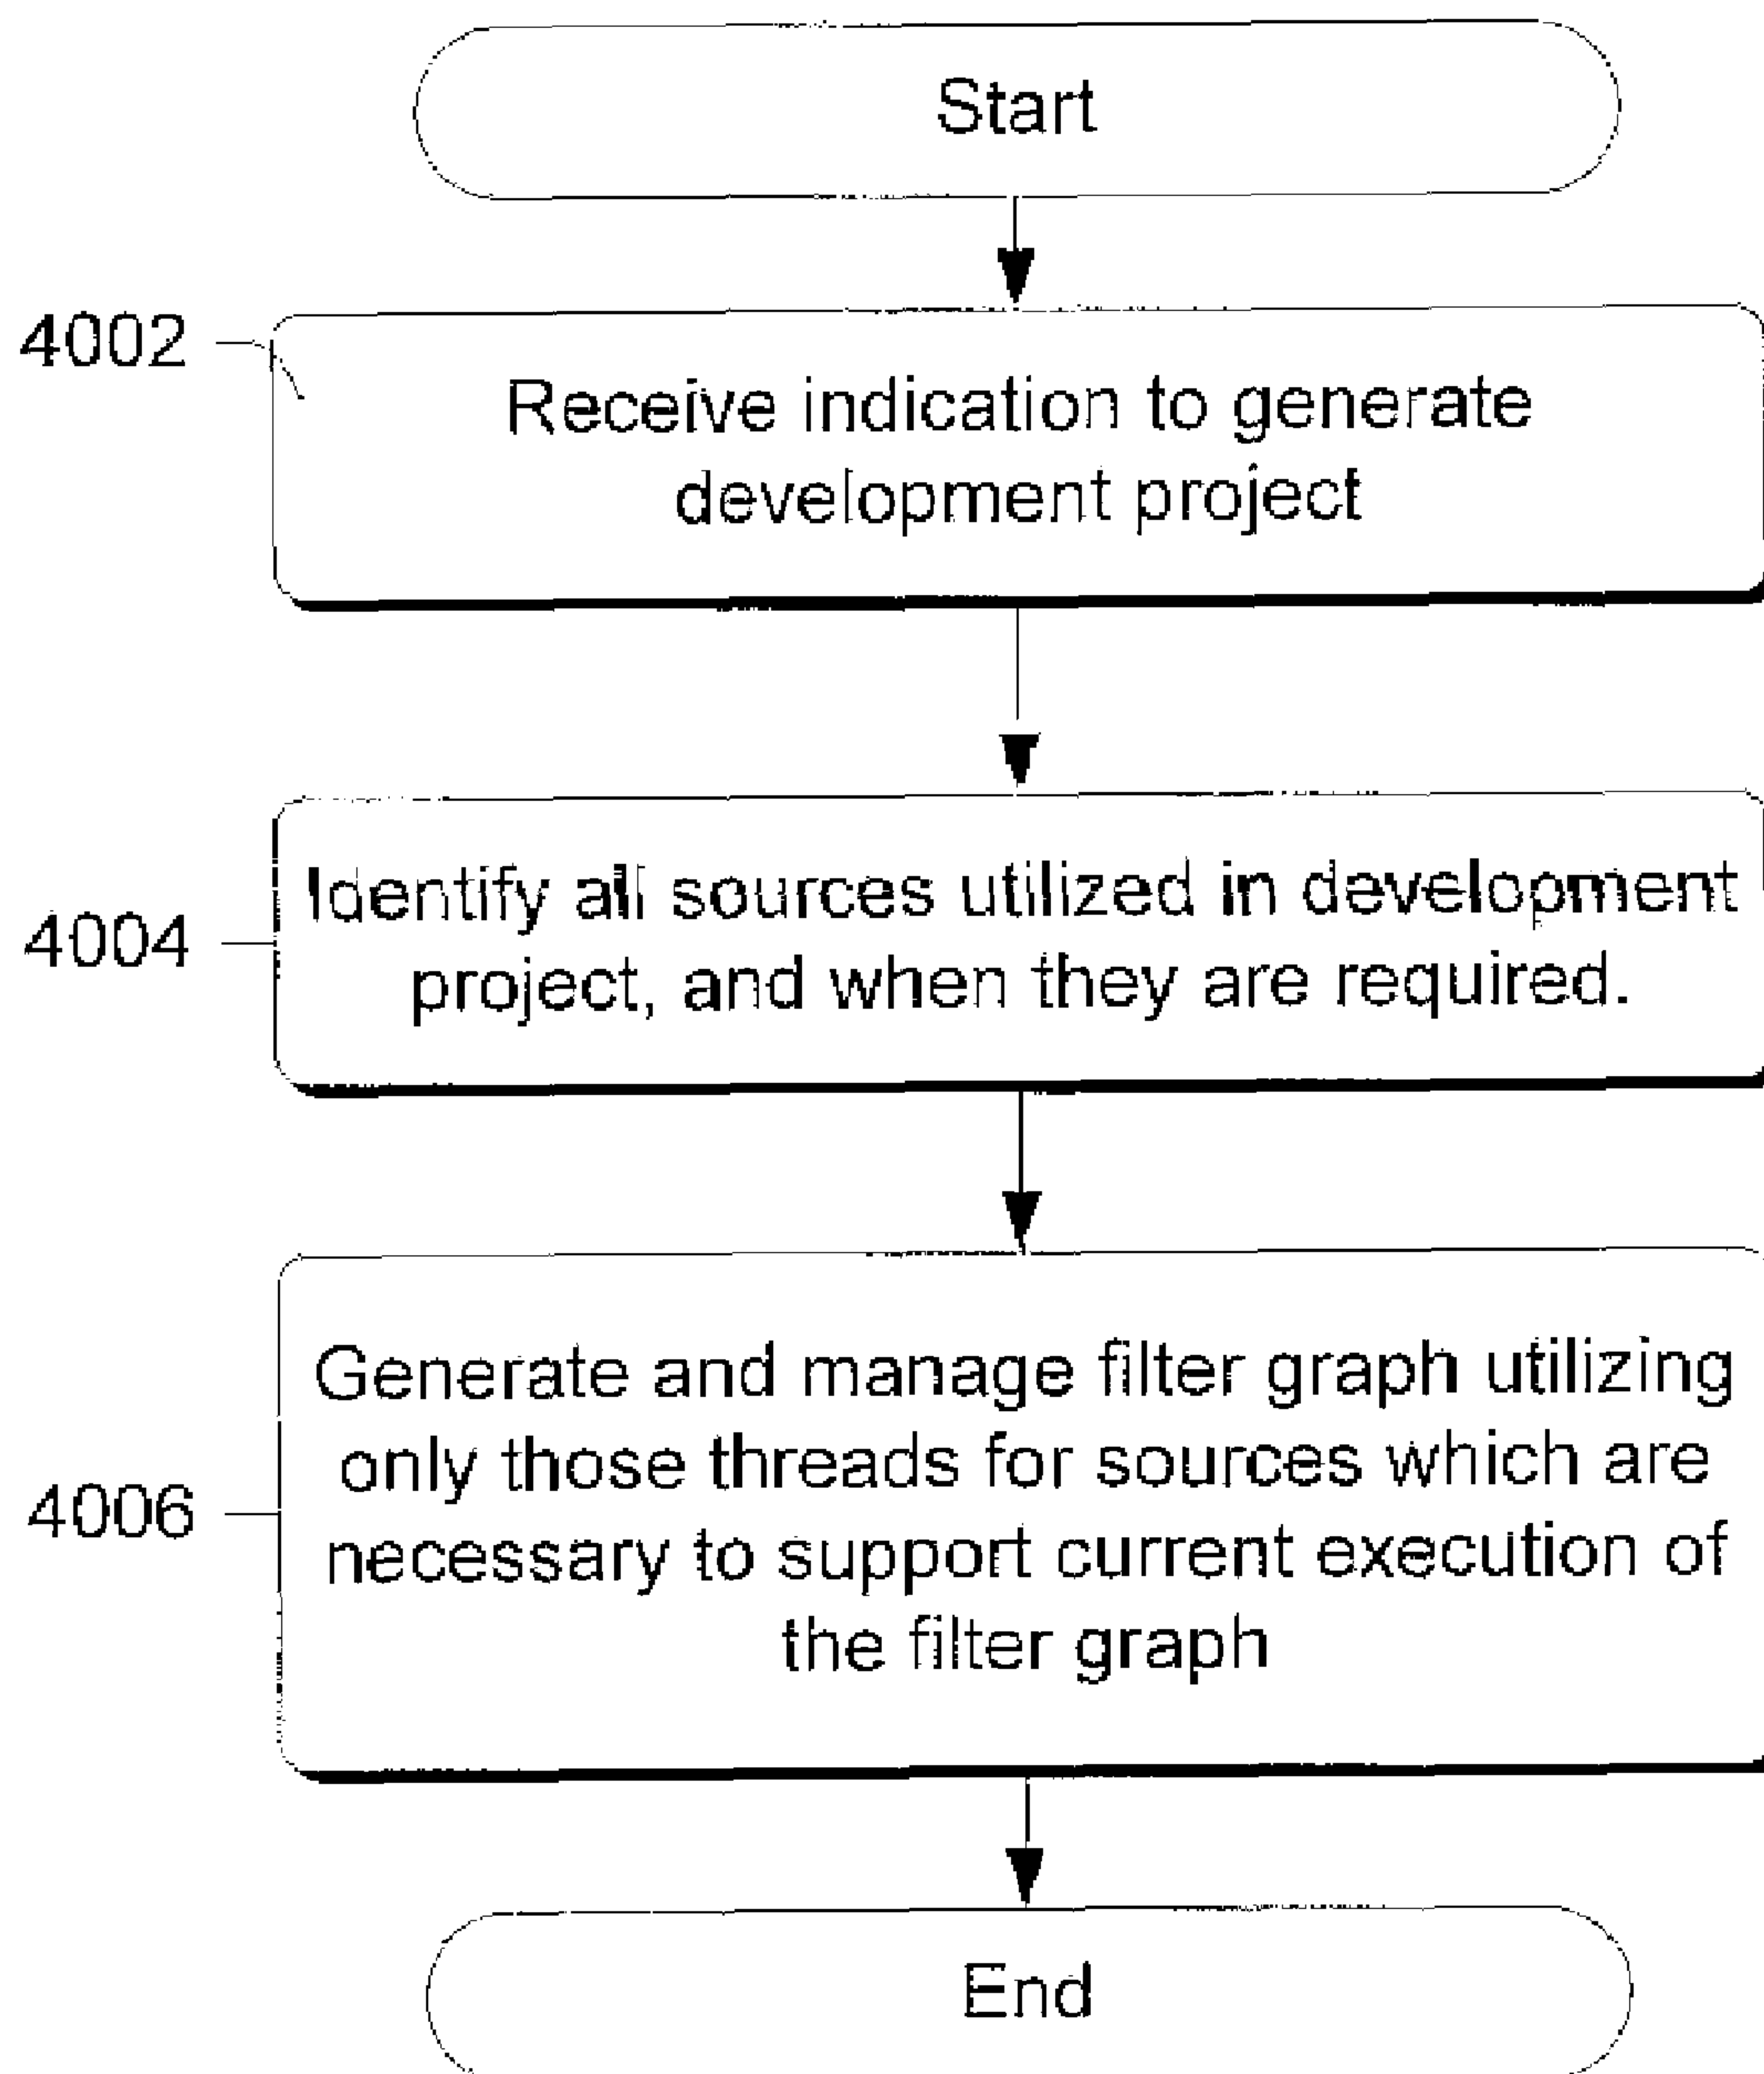 Start
4002
Receive indication to generate
development project
4004
Identify all sources utilized in development
project, and when they are required.
4006
Generate and manage filter graph utilizing
only those threads for sources which are
necessary to support current execution of
the filter graph
End